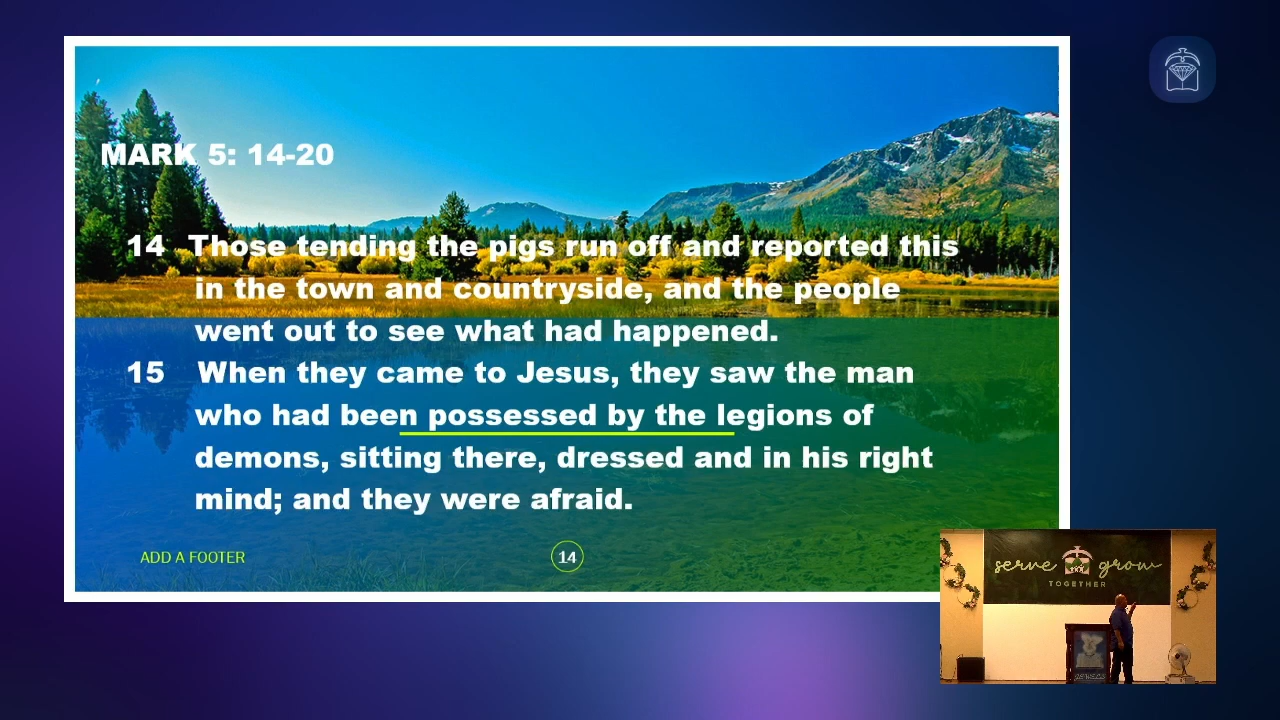 MARK 5: 14-20
14 Those tending the pigs run off and reported this
in the town and countryside, and the people
went out to see what had happened.
15 When they came to Jesus, they saw the man
who had been possessed by the legions of
demons, sitting there, dressed and in his right
mind; and they were afraid.
ADD A FOOTER
14
serve grow
TOGETHER
JEWELS